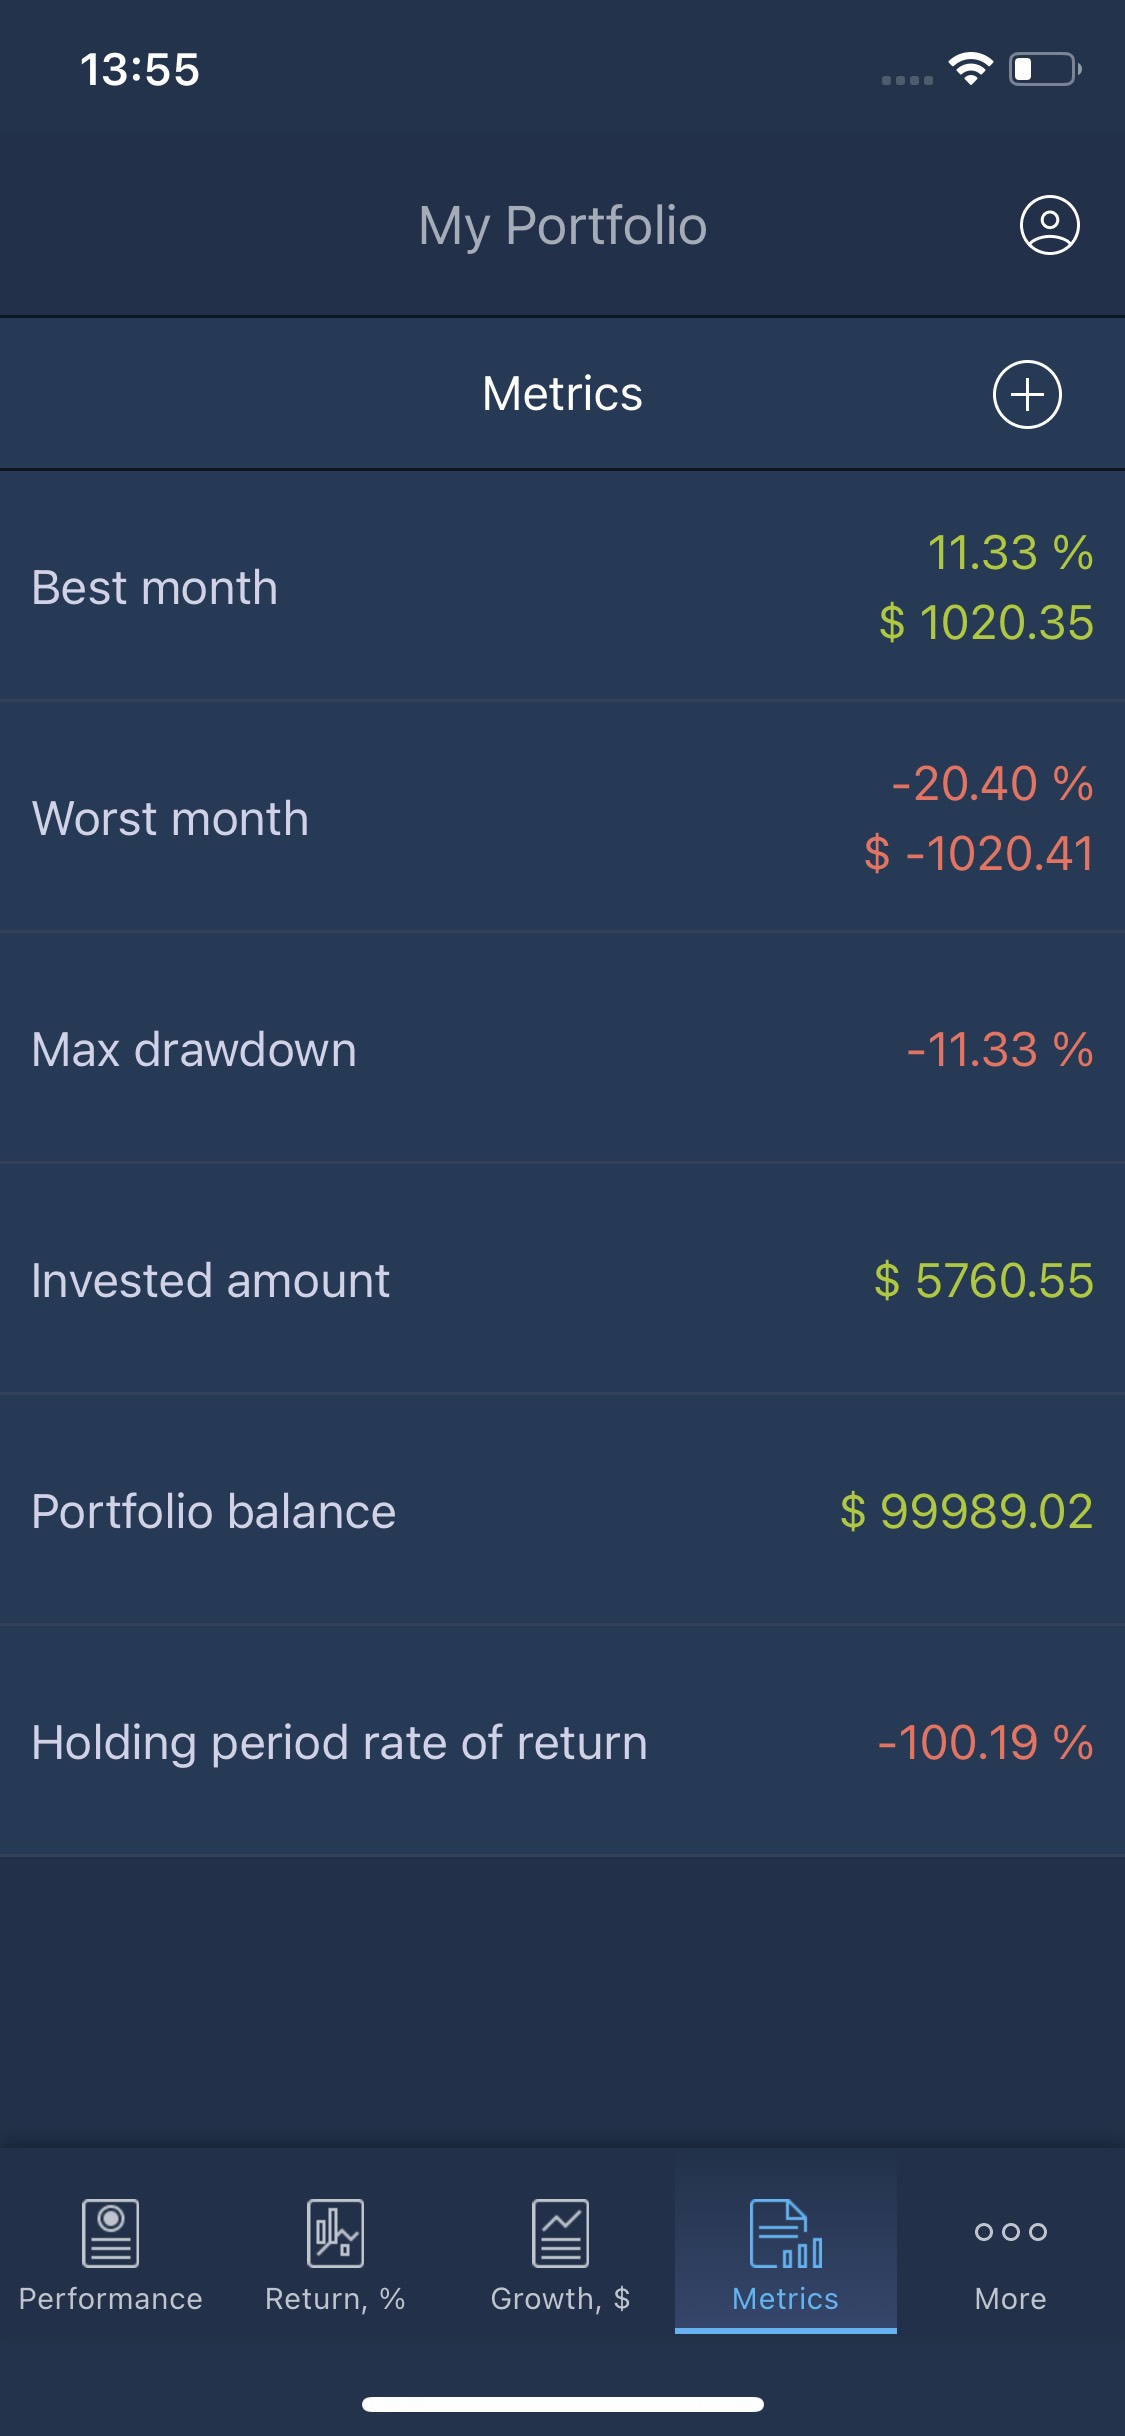 13:55
My Portfolio
Metrics
Best month
11.33 %
$ 1020.35
Worst month
-20.40 %
$ -1020.41
Max drawdown
-11.33 %
Invested amount
$ 5760.55
Portfolio balance
$ 99989.02
Holding period rate of return
-100.19 %
Performance
Return, %
Growth, $
Metrics
More